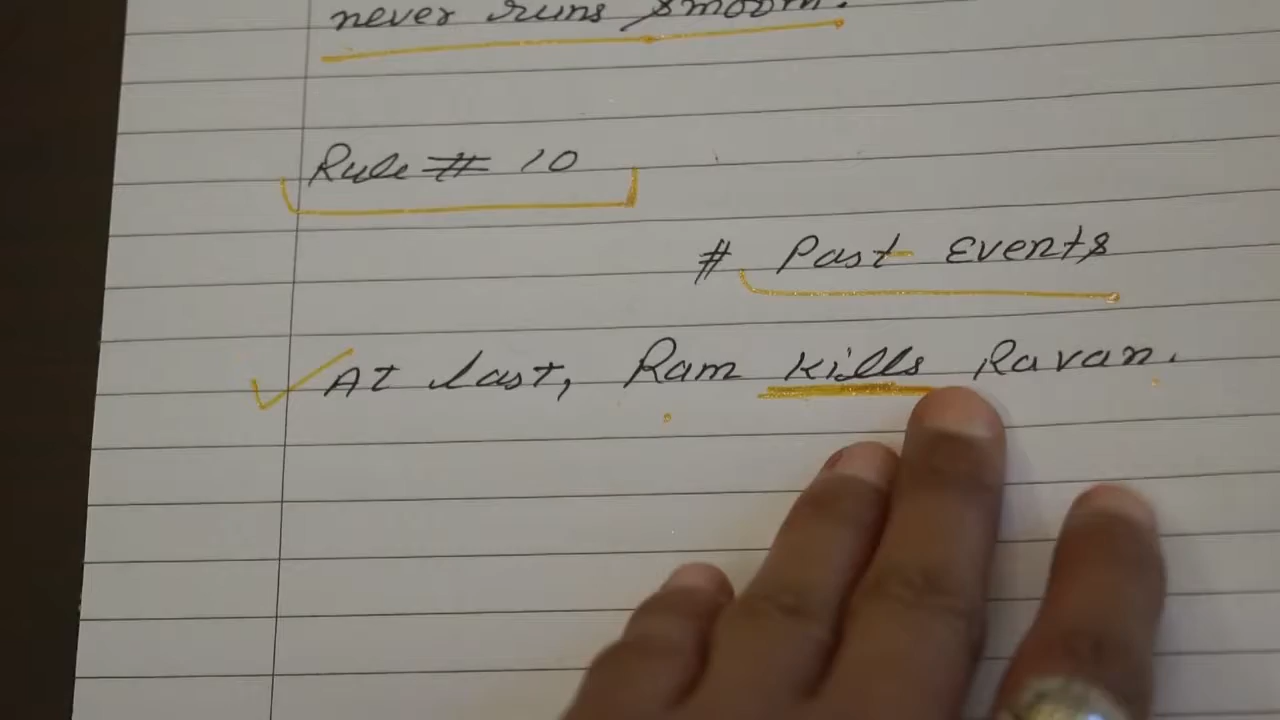 never runs smooth.
Rule # 10
# Past Events
At last, Ram kills Ravan.